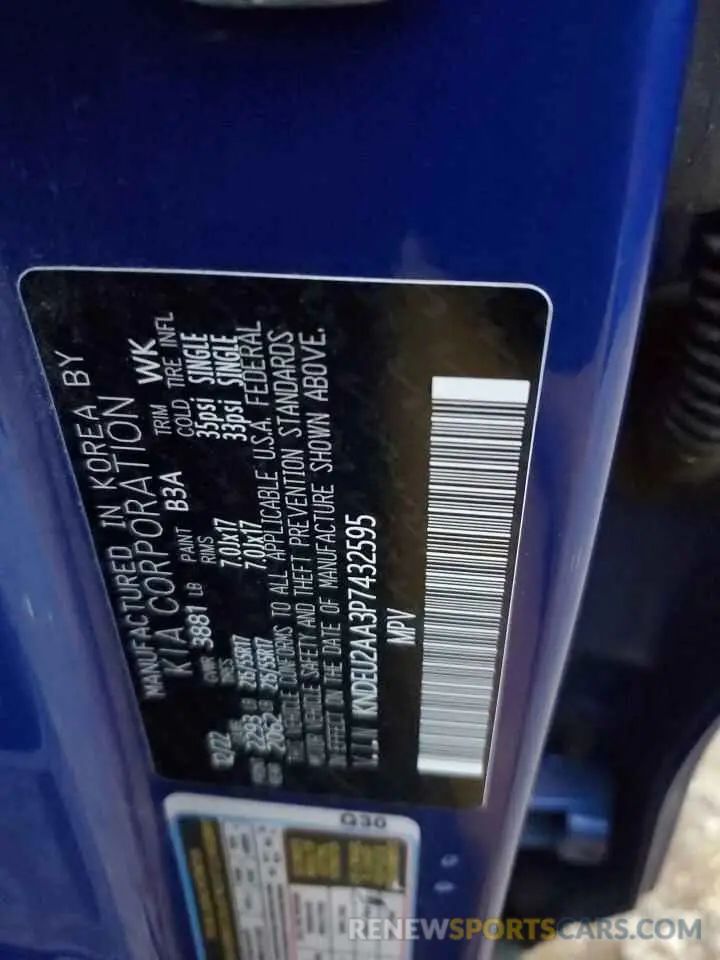 MANUFACTURED IN KOREA BY
KIA CORPORATION
12/22 GVWR 3881 LB PAINT B3A TRIM WK
TIRES RIMS COLD TIRE INFL
2293 LB 215/55R17 7.0Jx17 35psi SINGLE
2062 LB 215/55R17 7.0Jx17 33psi SINGLE
THIS VEHICLE CONFORMS TO ALL APPLICABLE U.S.A. FEDERAL
MOTOR VEHICLE SAFETY AND THEFT PREVENTION STANDARDS
IN EFFECT ON THE DATE OF MANUFACTURE SHOWN ABOVE.
V.I.N KNDEU2AA3P7432595
MPV
Q30
RENEWSPORTSCARS.COM